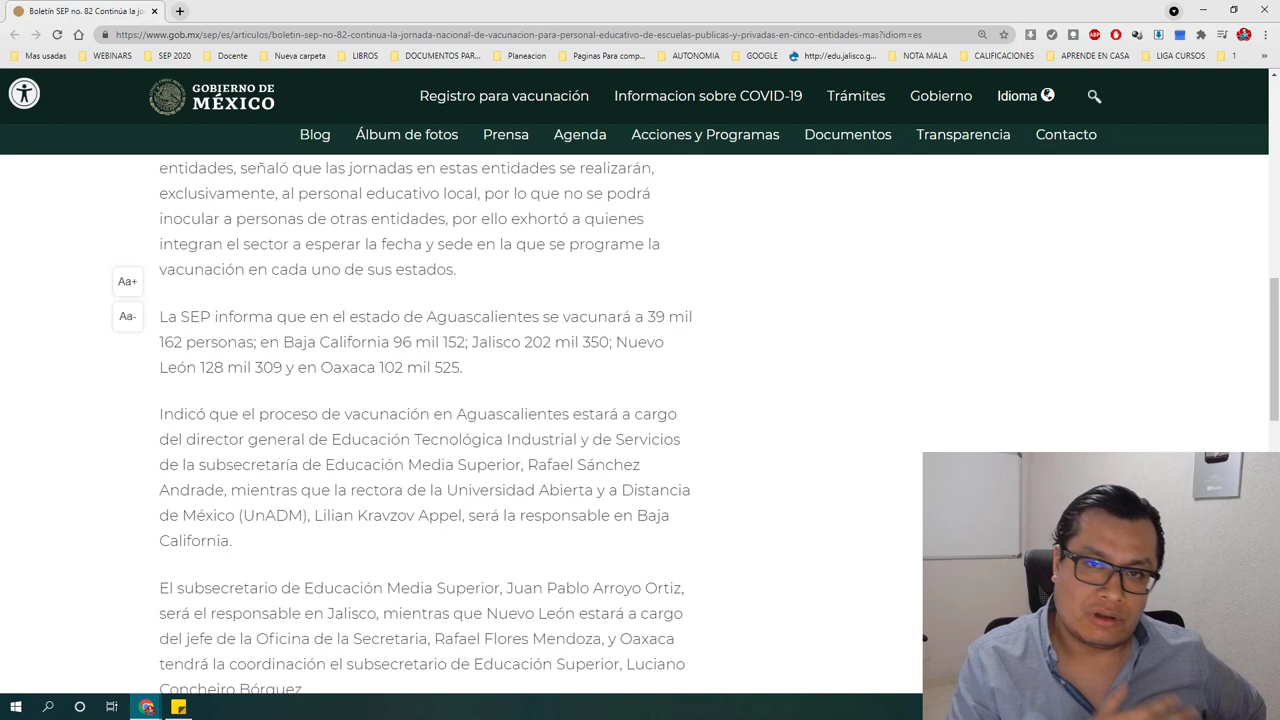 Boletín SEP no. 82 Continúa la jo
https://www.gob.mx/sep/es/articulos/boletin-sep-no-82-continua-la-jornada-nacional-de-vacunacion-para-personal-educativo-de-escuelas-publicas-y-privadas-en-cinco-entidades-mas?idiom=es
Mas usadas WEBINARS SEP 2020 Docente Nueva carpeta LIBROS DOCUMENTOS PAR... Planeacion Paginas Para comp... AUTONOMIA GOOGLE http://edu.jalisco.g... NOTA MALA CALIFICACIONES APRENDE EN CASA LIGA CURSOS 1 »
GOBIERNO DE
MÉXICO
Registro para vacunación Informacion sobre COVID-19 Trámites Gobierno Idioma
Blog Álbum de fotos Prensa Agenda Acciones y Programas Documentos Transparencia Contacto
entidades, señaló que las jornadas en estas entidades se realizarán,
exclusivamente, al personal educativo local, por lo que no se podrá
inocular a personas de otras entidades, por ello exhortó a quienes
integran el sector a esperar la fecha y sede en la que se programe la
vacunación en cada uno de sus estados.
Aa+
Aa-
La SEP informa que en el estado de Aguascalientes se vacunará a 39 mil
162 personas; en Baja California 96 mil 152; Jalisco 202 mil 350; Nuevo
León 128 mil 309 y en Oaxaca 102 mil 525.
Indicó que el proceso de vacunación en Aguascalientes estará a cargo
del director general de Educación Tecnológica Industrial y de Servicios
de la subsecretaría de Educación Media Superior, Rafael Sánchez
Andrade, mientras que la rectora de la Universidad Abierta y a Distancia
de México (UnADM), Lilian Kravzov Appel, será la responsable en Baja
California.
El subsecretario de Educación Media Superior, Juan Pablo Arroyo Ortiz,
será el responsable en Jalisco, mientras que Nuevo León estará a cargo
del jefe de la Oficina de la Secretaria, Rafael Flores Mendoza, y Oaxaca
tendrá la coordinación el subsecretario de Educación Superior, Luciano
Concheiro Bórquez